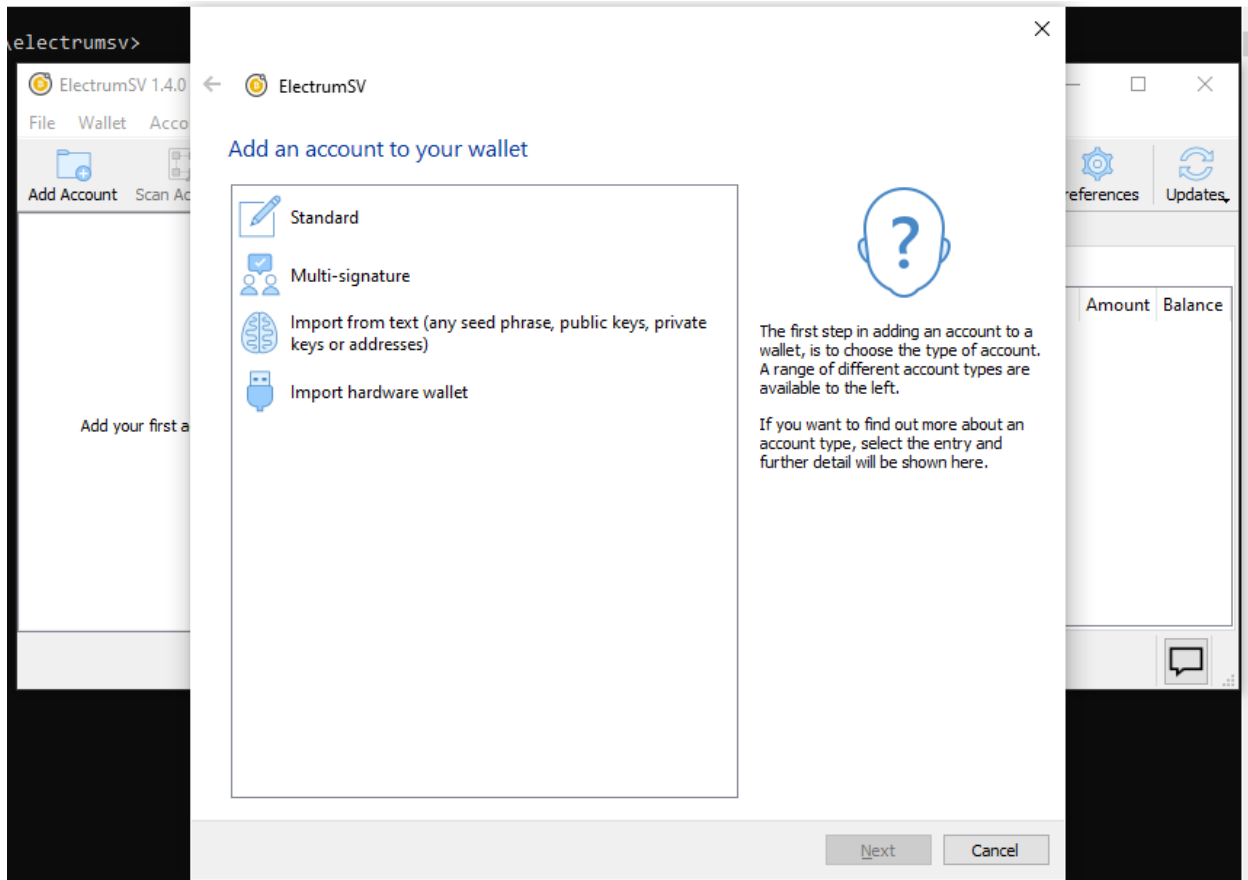 \electrumsv>
ElectrumSV 1.4.0
File Wallet Acco
Add Account Scan Ac
Add your first a
ElectrumSV
Add an account to your wallet
Standard
Multi-signature
Import from text (any seed phrase, public keys, private
keys or addresses)
Import hardware wallet
?
The first step in adding an account to a
wallet, is to choose the type of account.
A range of different account types are
available to the left.
If you want to find out more about an
account type, select the entry and
further detail will be shown here.
Next Cancel
references Updates
Amount Balance